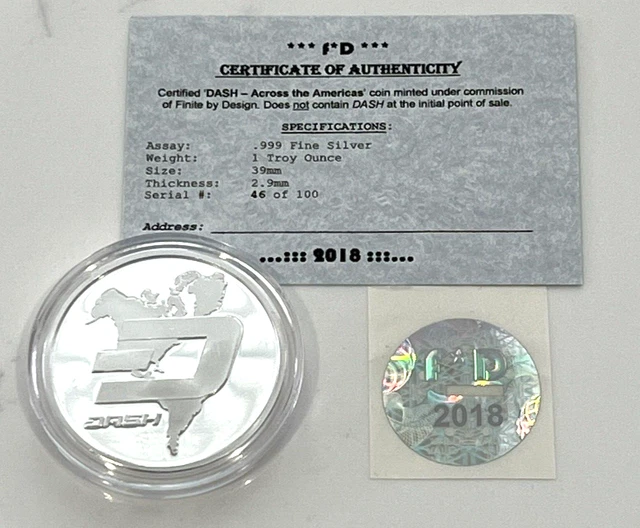 *** f*D ***
CERTIFICATE OF AUTHENTICITY
Certified 'DASH – Across the Americas' coin minted under commission
of Finite by Design. Does not contain DASH at the initial point of sale.
SPECIFICATIONS:
Assay: .999 Fine Silver
Weight: 1 Troy Ounce
Size: 39mm
Thickness: 2.9mm
Serial #: 46 of 100
Address:
...::: 2018 :::...
DASH
f*D
2018